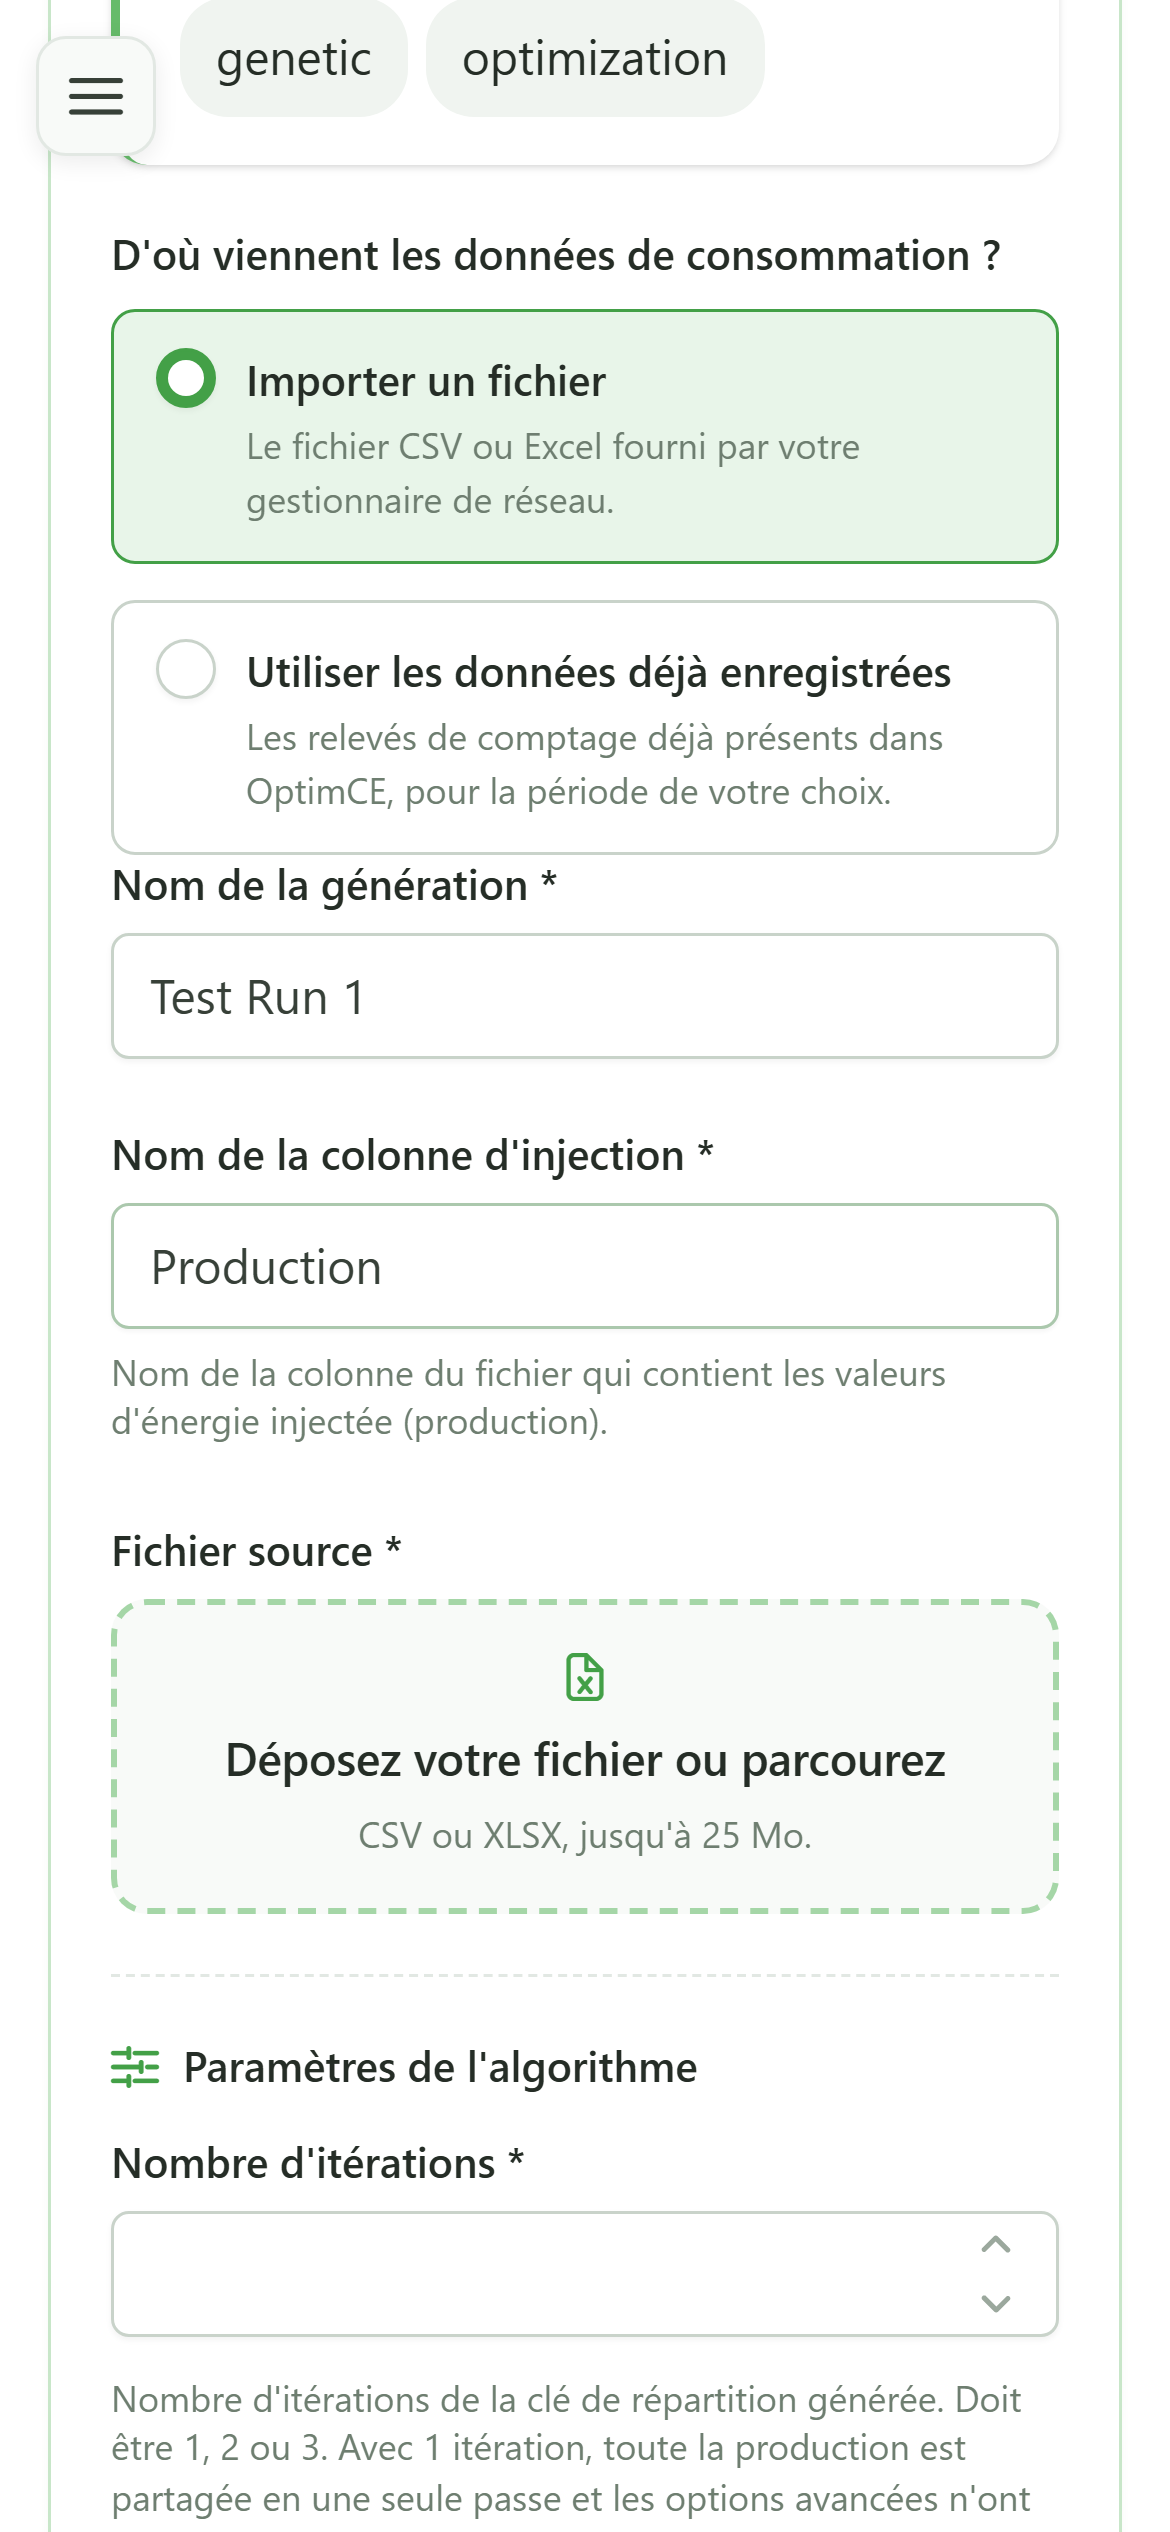 genetic
optimization
D'où viennent les données de consommation ?
Importer un fichier
Le fichier CSV ou Excel fourni par votre
gestionnaire de réseau.
Utiliser les données déjà enregistrées
Les relevés de comptage déjà présents dans
OptimCE, pour la période de votre choix.
Nom de la génération *
Test Run 1
Nom de la colonne d'injection *
Production
Nom de la colonne du fichier qui contient les valeurs
d'énergie injectée (production).
Fichier source *
Déposez votre fichier ou parcourez
CSV ou XLSX, jusqu'à 25 Mo.
Paramètres de l'algorithme
Nombre d'itérations *
Nombre d'itérations de la clé de répartition générée. Doit
être 1, 2 ou 3. Avec 1 itération, toute la production est
partagée en une seule passe et les options avancées n'ont